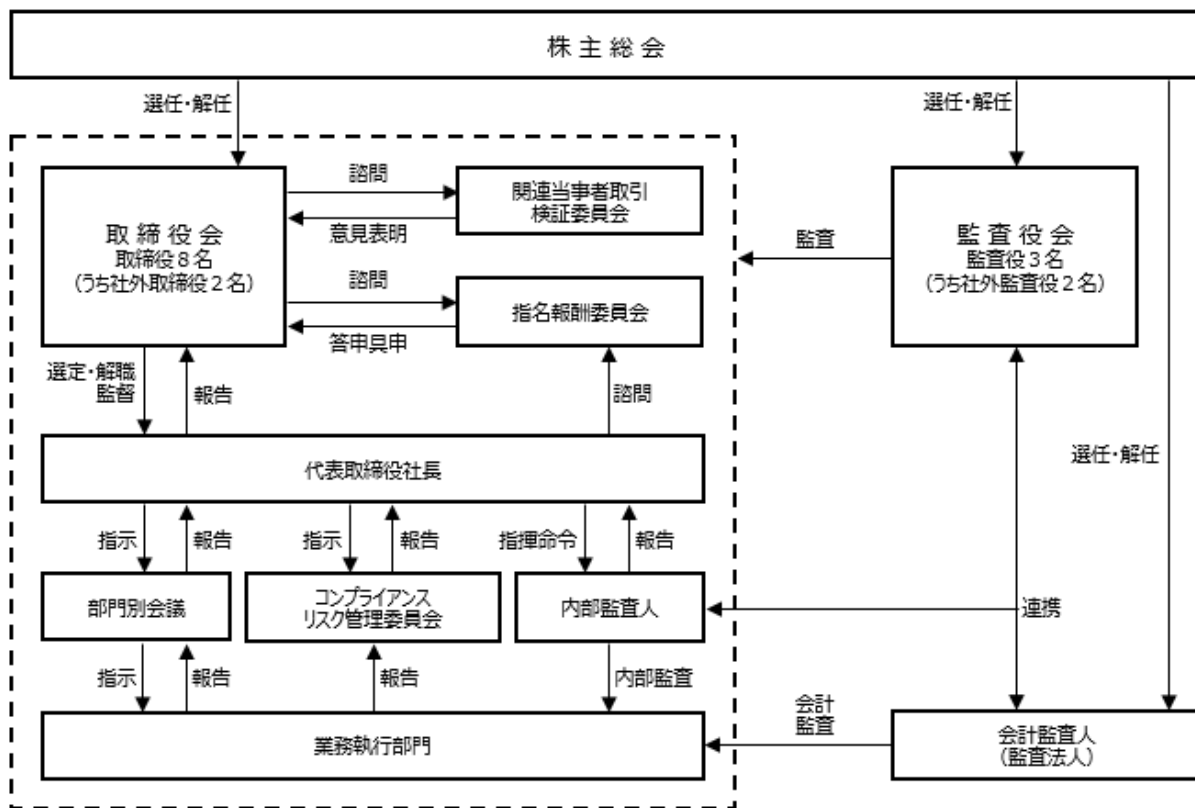 株主総会
選任・解任
選任・解任
取締役会
取締役8名
(うち社外取締役2名)
諮問
意見表明
関連当事者取引
検証委員会
諮問
答申具申
指名報酬委員会
監査
監査役会
監査役3名
(うち社外監査役2名)
選定・解職
監督
報告
諮問
代表取締役社長
選任・解任
指示
報告
指示
報告
指揮命令
報告
部門別会議
コンプライアンス
リスク管理委員会
内部監査人
連携
指示
報告
報告
内部監査
会計
監査
業務執行部門
会計監査人
(監査法人)